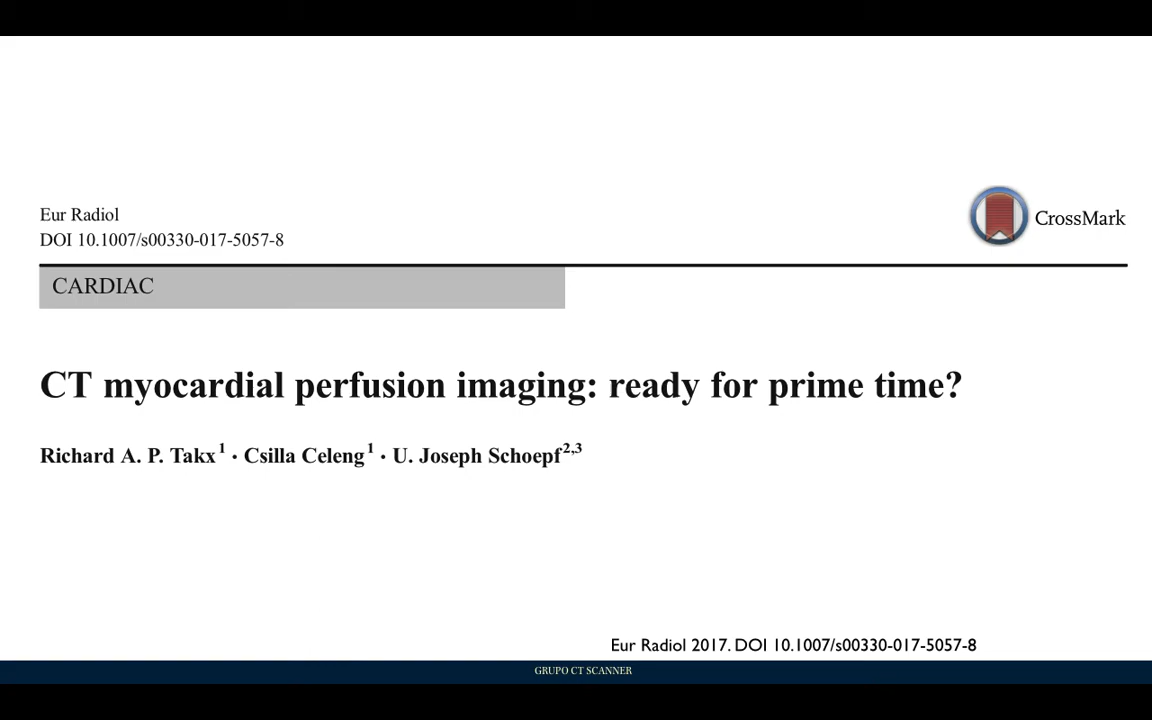 Eur Radiol
DOI 10.1007/s00330-017-5057-8
CrossMark
CARDIAC
CT myocardial perfusion imaging: ready for prime time?
Richard A. P. Takx1 · Csilla Celeng1 · U. Joseph Schoepf2,3
Eur Radiol 2017. DOI 10.1007/s00330-017-5057-8
GRUPO CT SCANNER